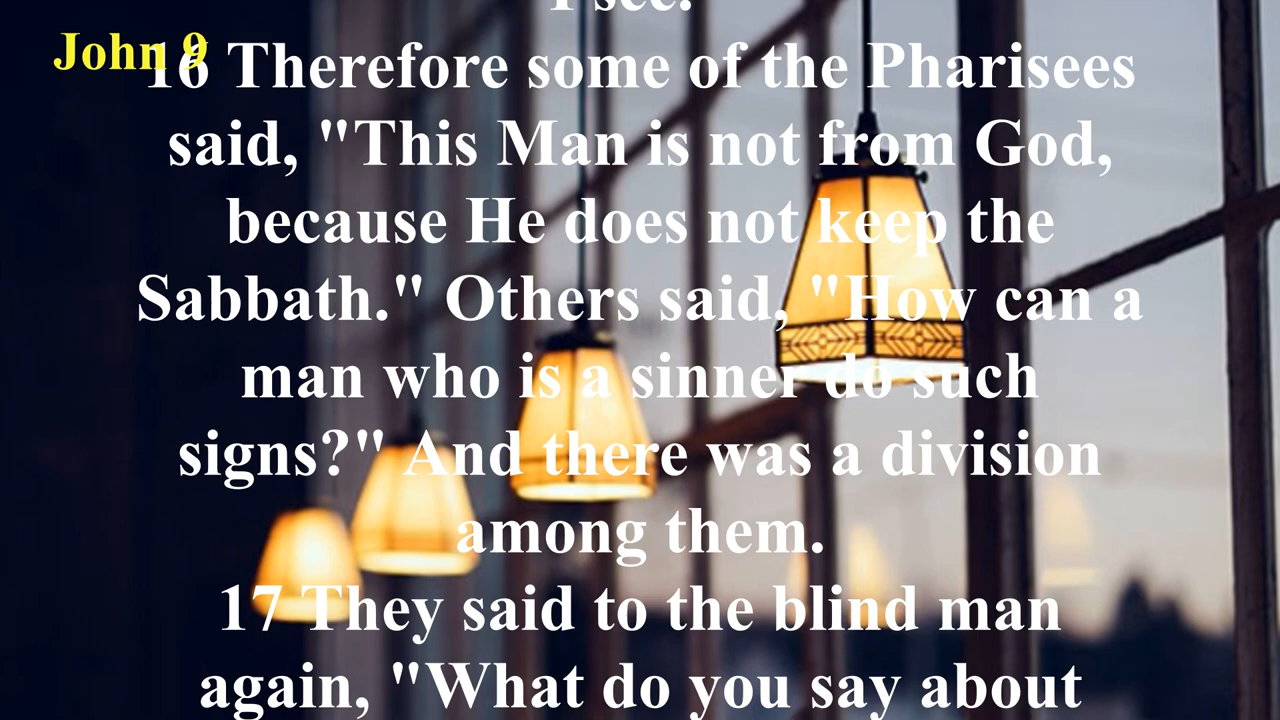 I see."
John 9
16 Therefore some of the Pharisees
said, "This Man is not from God,
because He does not keep the
Sabbath." Others said, "How can a
man who is a sinner do such
signs?" And there was a division
among them.
17 They said to the blind man
again, "What do you say about